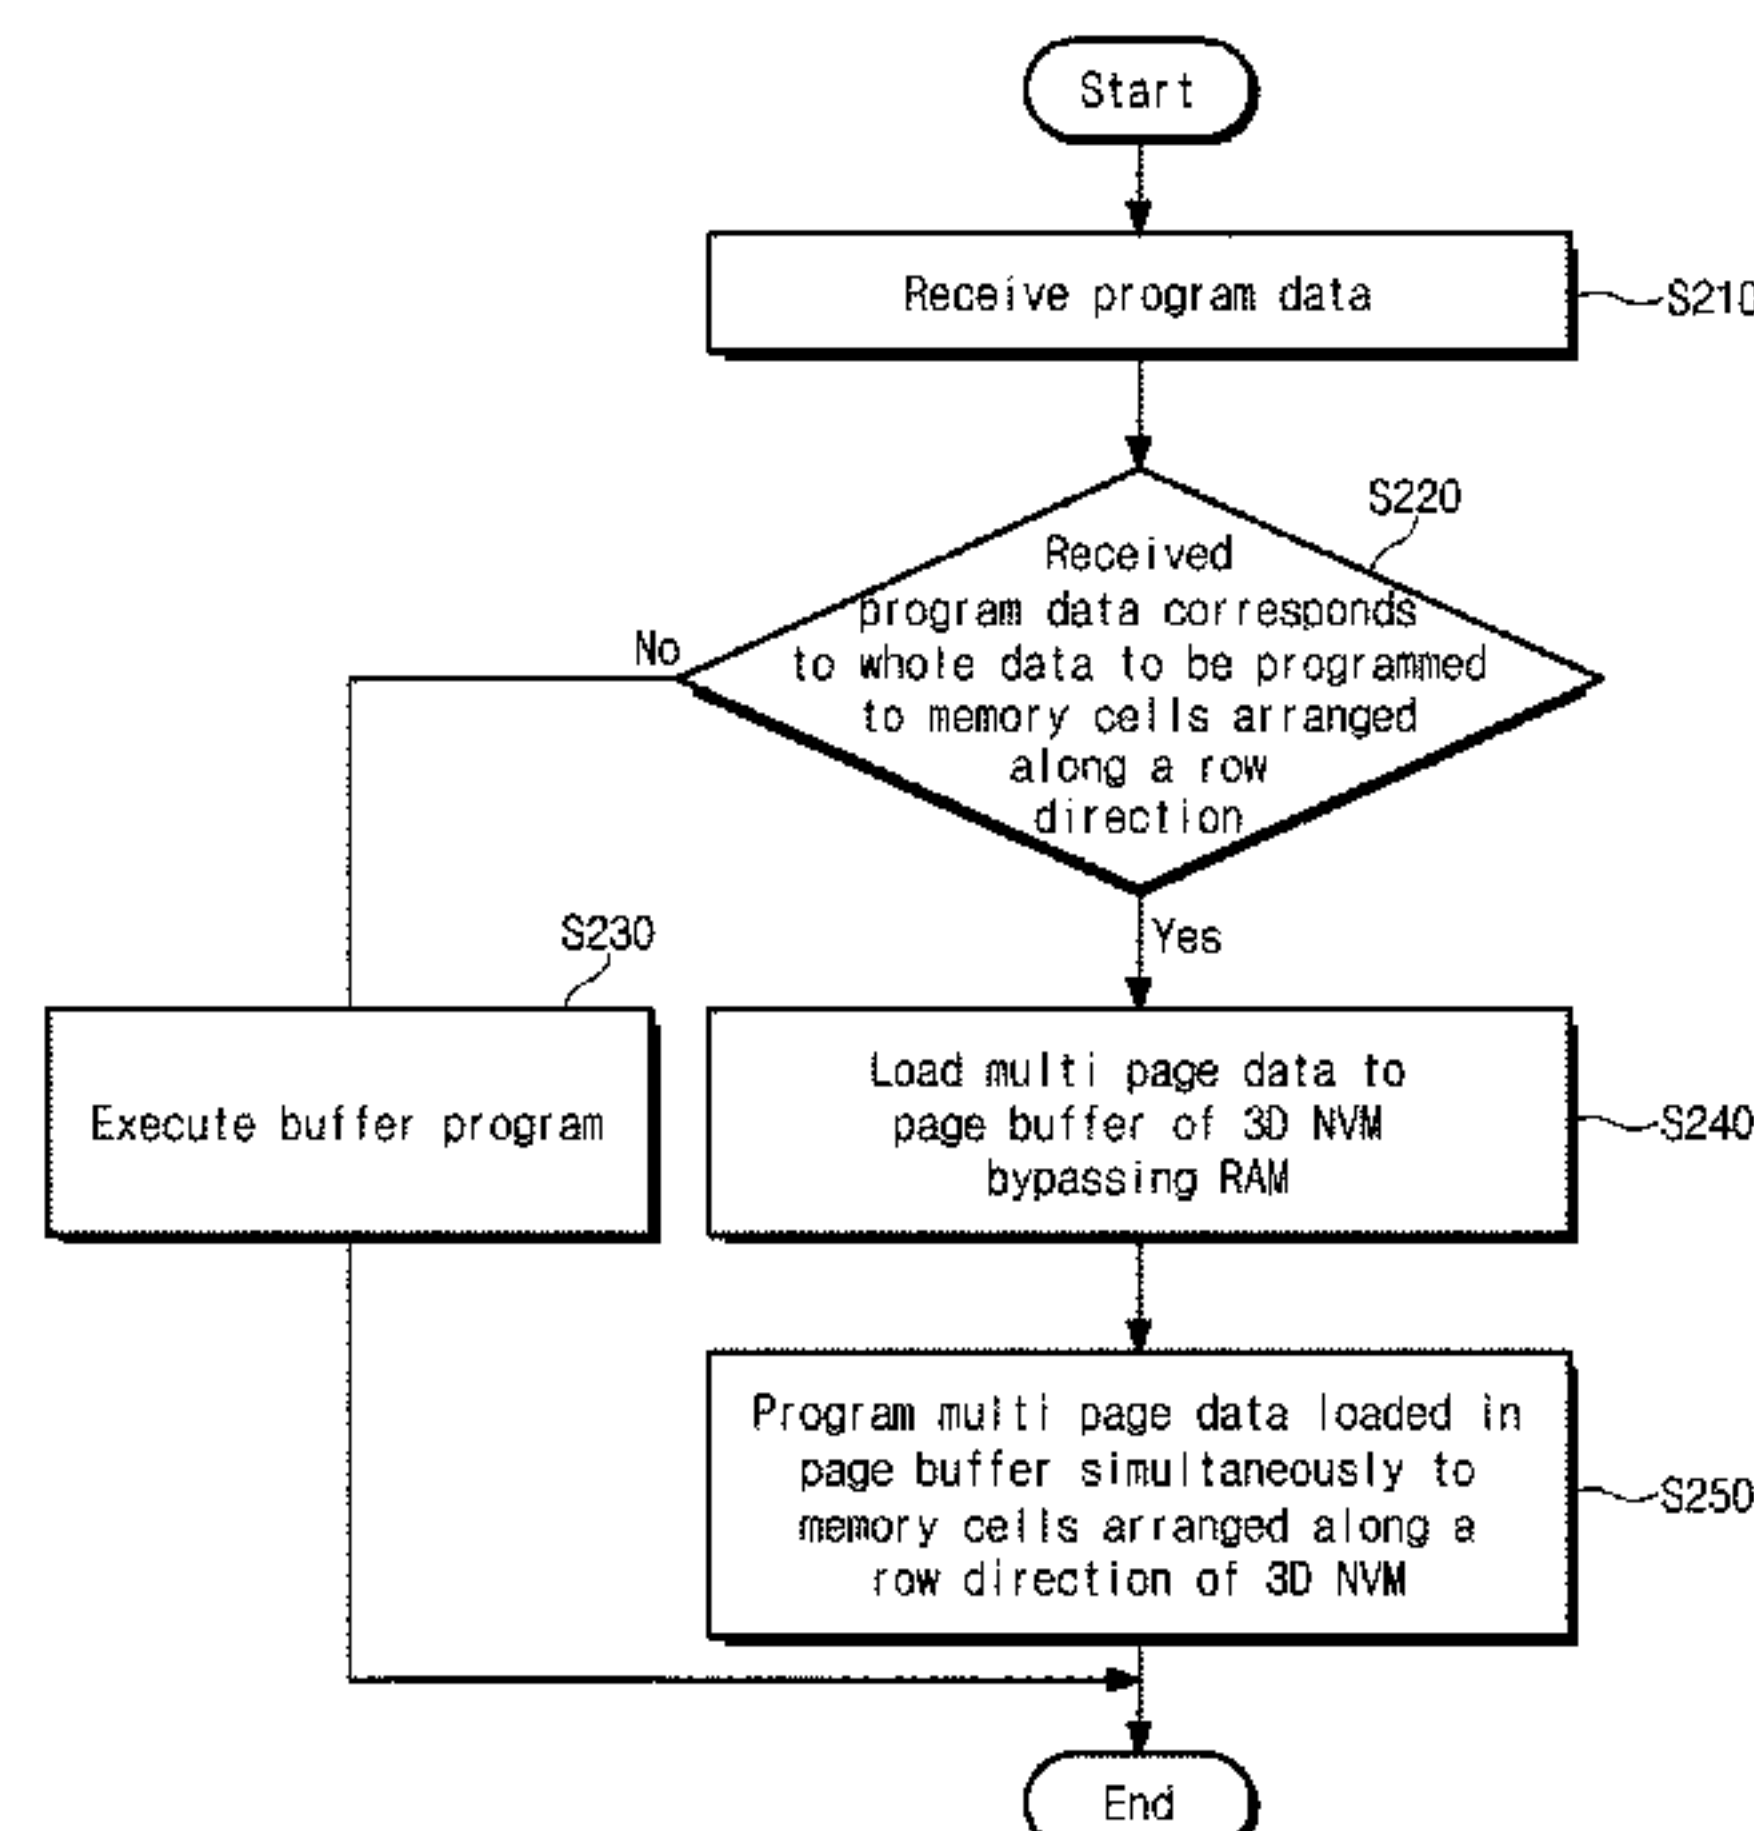 Start
Receive program data
S210
S220
Received
program data corresponds
to whole data to be programmed
to memory cells arranged
along a row
direction
No
Yes
S230
Execute buffer program
Load multi page data to
page buffer of 3D NVM
bypassing RAM
S240
Program multi page data loaded in
page buffer simultaneously to
memory cells arranged along a
row direction of 3D NVM
S250
End